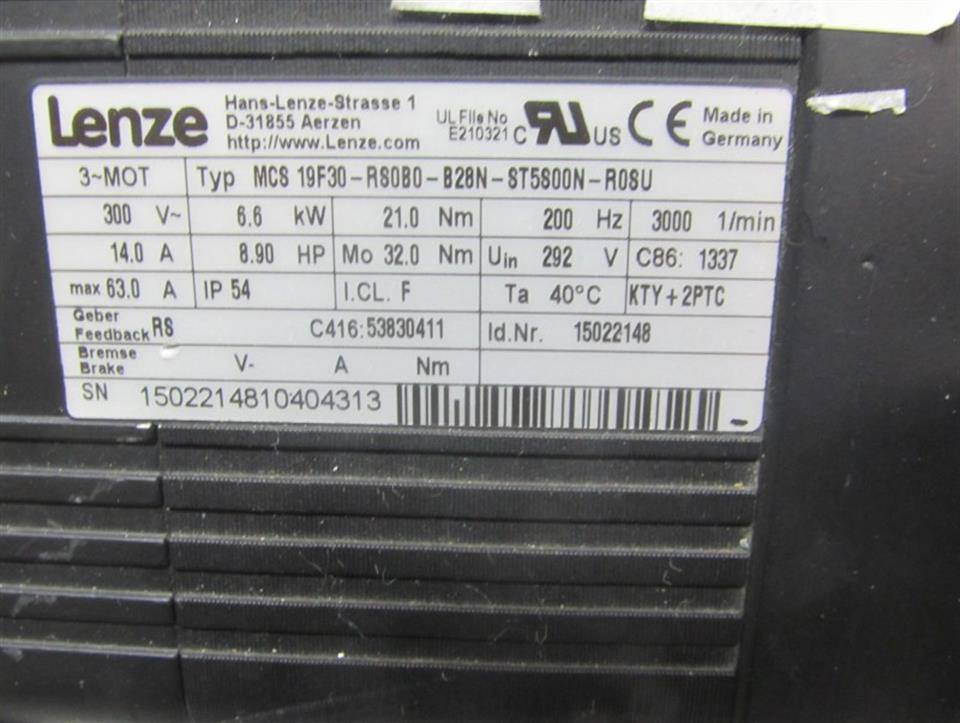 Lenze
Hans-Lenze-Strasse 1
D-31855 Aerzen
http://www.Lenze.com
UL File No
E210321
C RU US CE
Made in
Germany
3~MOT Typ MCS 19F30-RS0B0-B28N-ST5S00N-R0SU
300 V~ 6.6 kW 21.0 Nm 200 Hz 3000 1/min
14.0 A 8.90 HP Mo 32.0 Nm Uin 292 V C86: 1337
max 63.0 A IP 54 I.CL. F Ta 40°C KTY+2PTC
Geber
Feedback RS C416:53830411 Id.Nr. 15022148
Bremse
Brake V- A Nm
SN 1502214810404313